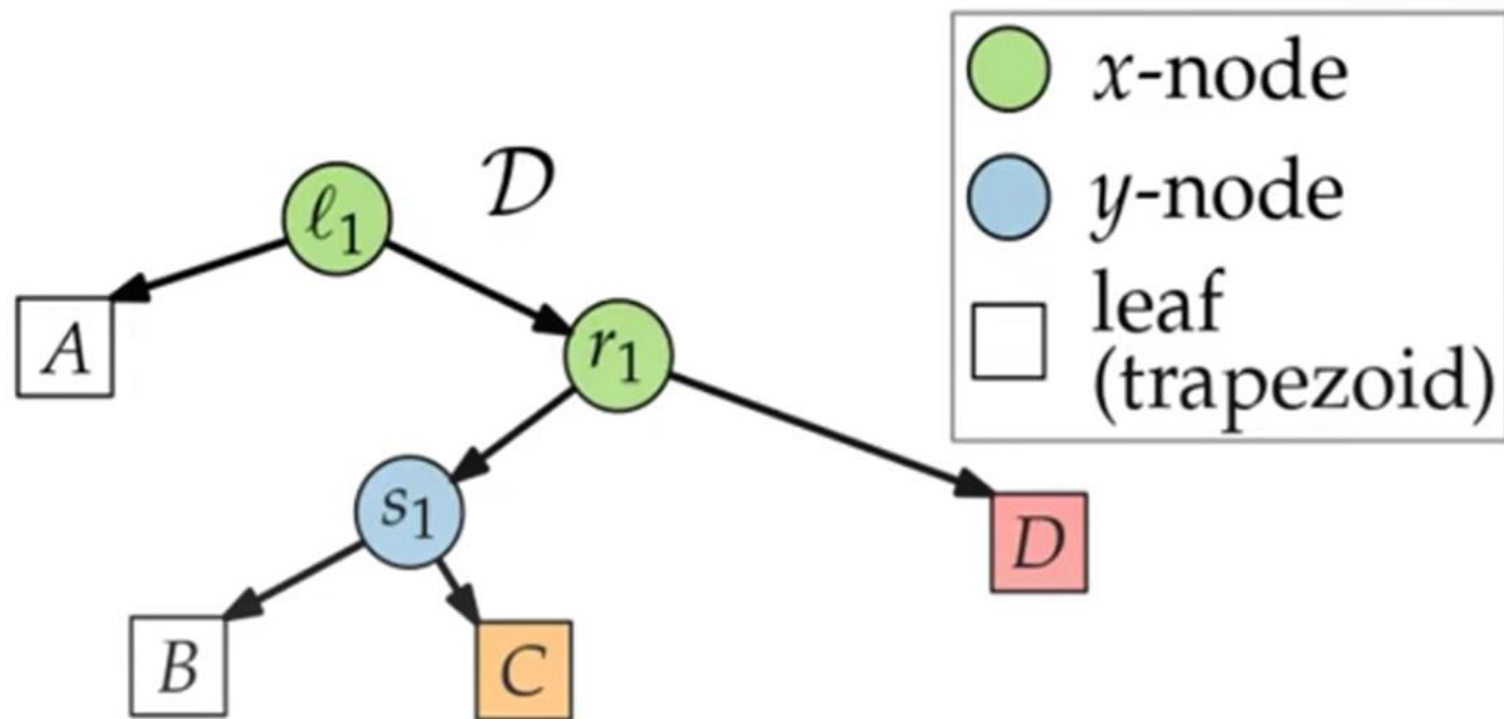 𝒟
ℓ₁
A
r₁
s₁
D
B
C
x-node
y-node
leaf
(trapezoid)